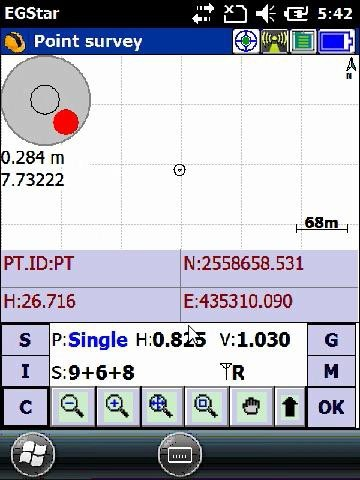 EGStar 5:42
Point survey
N
0.284 m
7.73222
68m
PT.ID:PT N:2558658.531
H:26.716 E:435310.090
S P:Single H:0.825 V:1.030 G
I S:9+6+8 R M
C OK